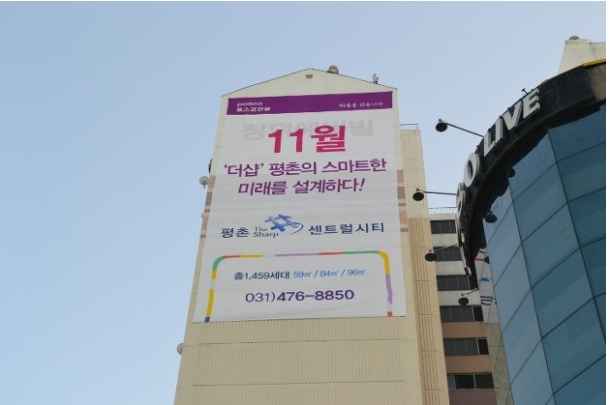 posco
포스코건설
11월
'더샵' 평촌의 스마트한
미래를 설계하다!
평촌 The Sharp 센트럴시티
총1,459세대 59㎡ / 84㎡ / 96㎡
031)476-8850
LIVE